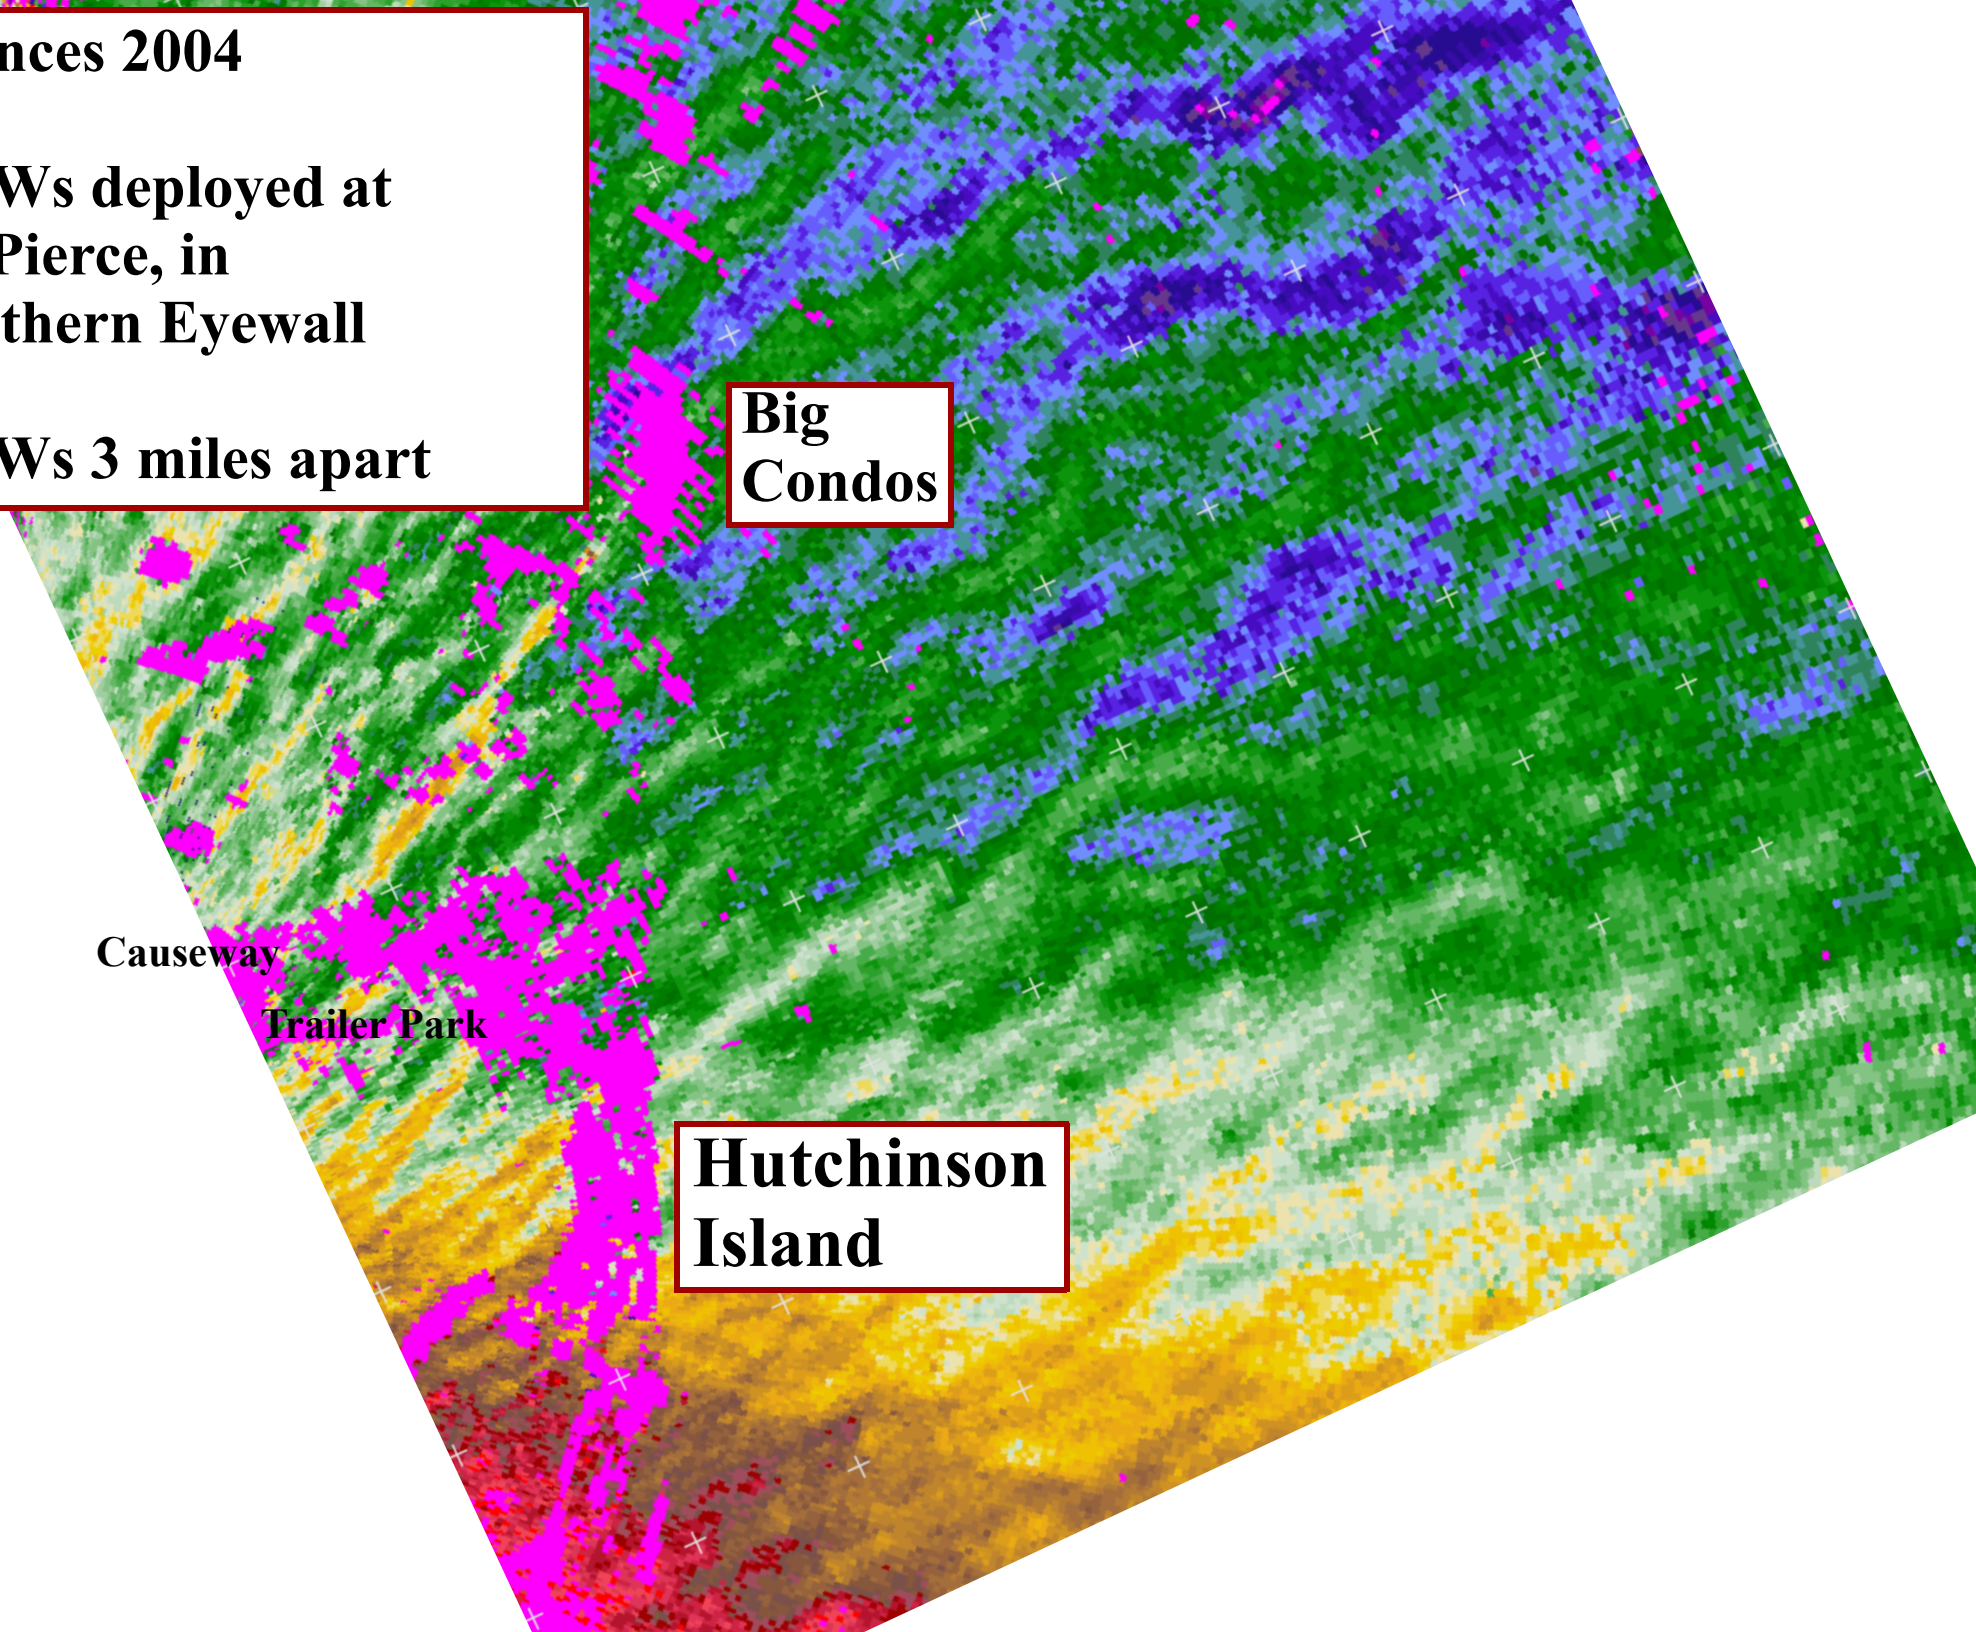 nces 2004
Ws deployed at
Pierce, in
thern Eyewall
Ws 3 miles apart
Big
Condos
Causeway
Trailer Park
Hutchinson
Island